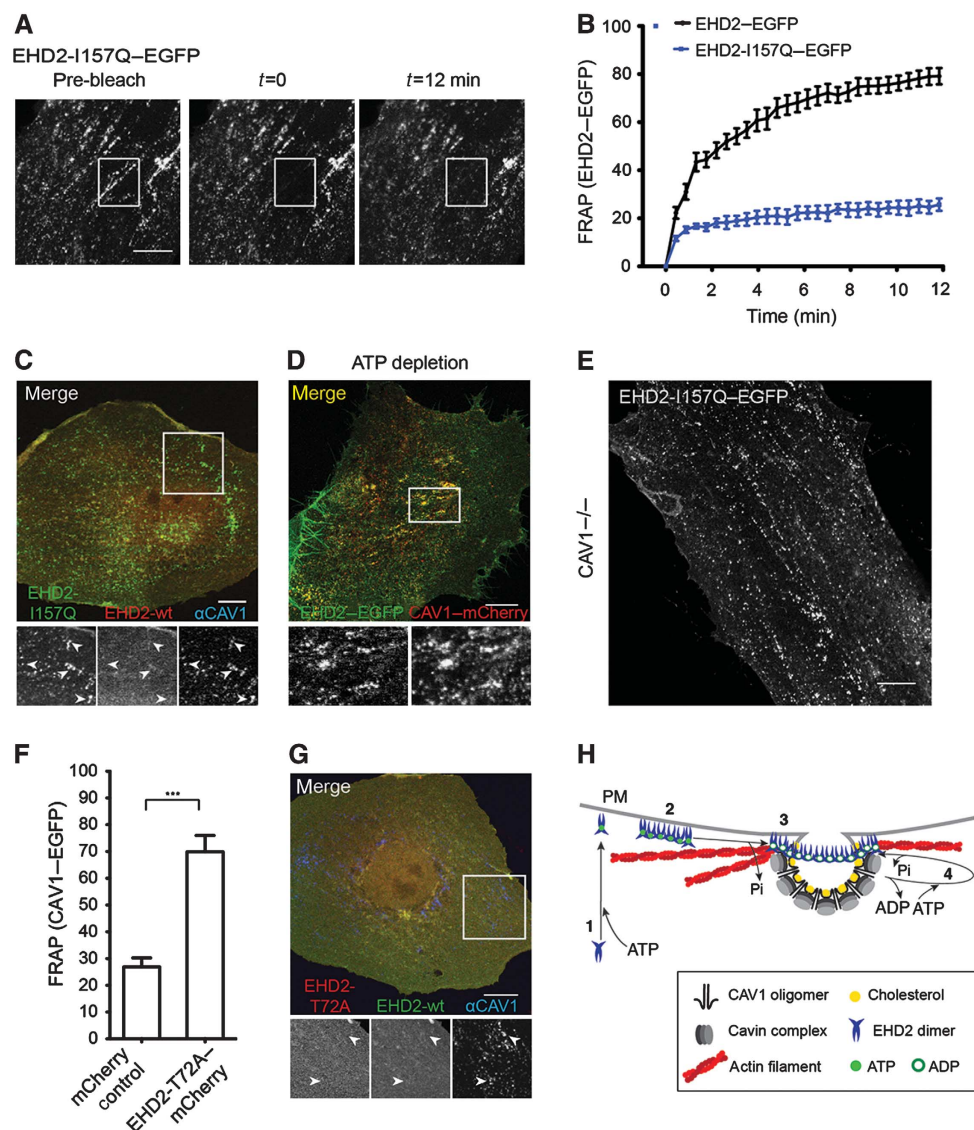 A
EHD2-I157Q–EGFP
Pre-bleach
t=0
t=12 min
B
EHD2–EGFP
EHD2-I157Q–EGFP
FRAP (EHD2–EGFP)
100
80
60
40
20
0
0 2 4 6 8 10 12
Time (min)
C
Merge
EHD2-
I157Q
EHD2-wt
αCAV1
D
ATP depletion
Merge
EHD2–EGFP
CAV1–mCherry
E
EHD2-I157Q–EGFP
CAV1–/–
F
FRAP (CAV1–EGFP)
100
90
80
70
60
50
40
30
20
10
0
***
mCherry
control
EHD2-T72A–
mCherry
G
Merge
EHD2-
T72A
EHD2-wt
αCAV1
H
PM
1
2
3
4
ATP
Pi
Pi
ADP
ATP
CAV1 oligomer
Cholesterol
Cavin complex
EHD2 dimer
Actin filament
ATP
ADP